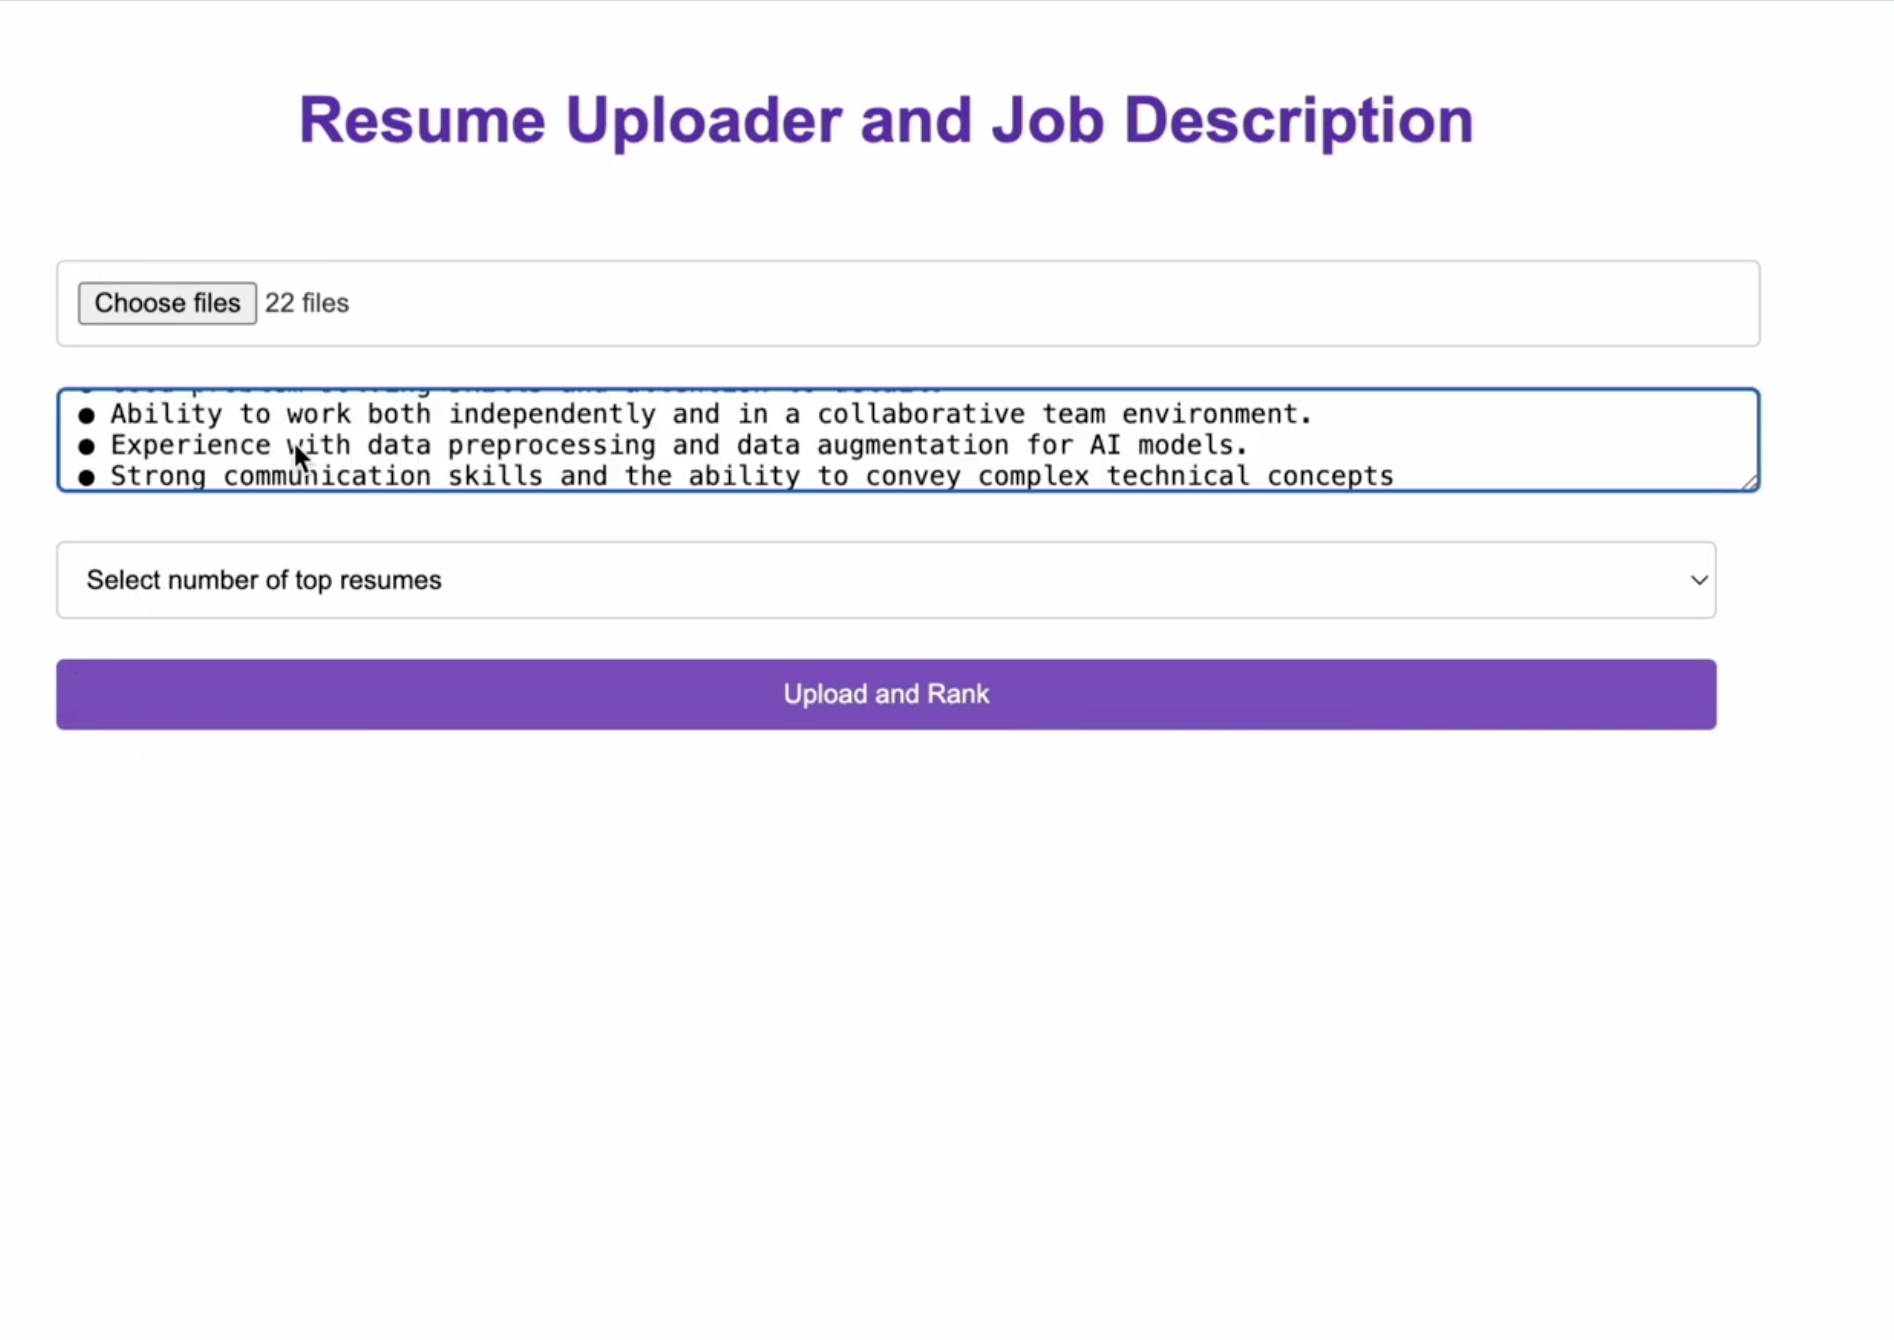 Resume Uploader and Job Description
Choose files 22 files
● Ability to work both independently and in a collaborative team environment.
● Experience with data preprocessing and data augmentation for AI models.
● Strong communication skills and the ability to convey complex technical concepts
Select number of top resumes
Upload and Rank